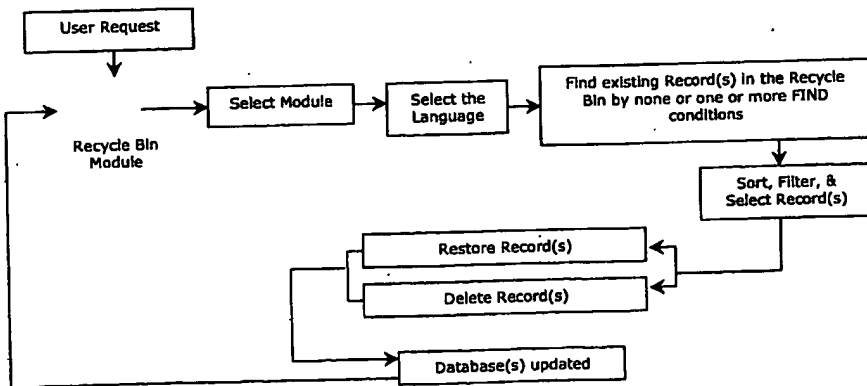 User Request
Recycle Bin
Module
Select Module
Select the
Language
Find existing Record(s) in the Recycle
Bin by none or one or more FIND
conditions
Sort, Filter, &
Select Record(s)
Restore Record(s)
Delete Record(s)
Database(s) updated